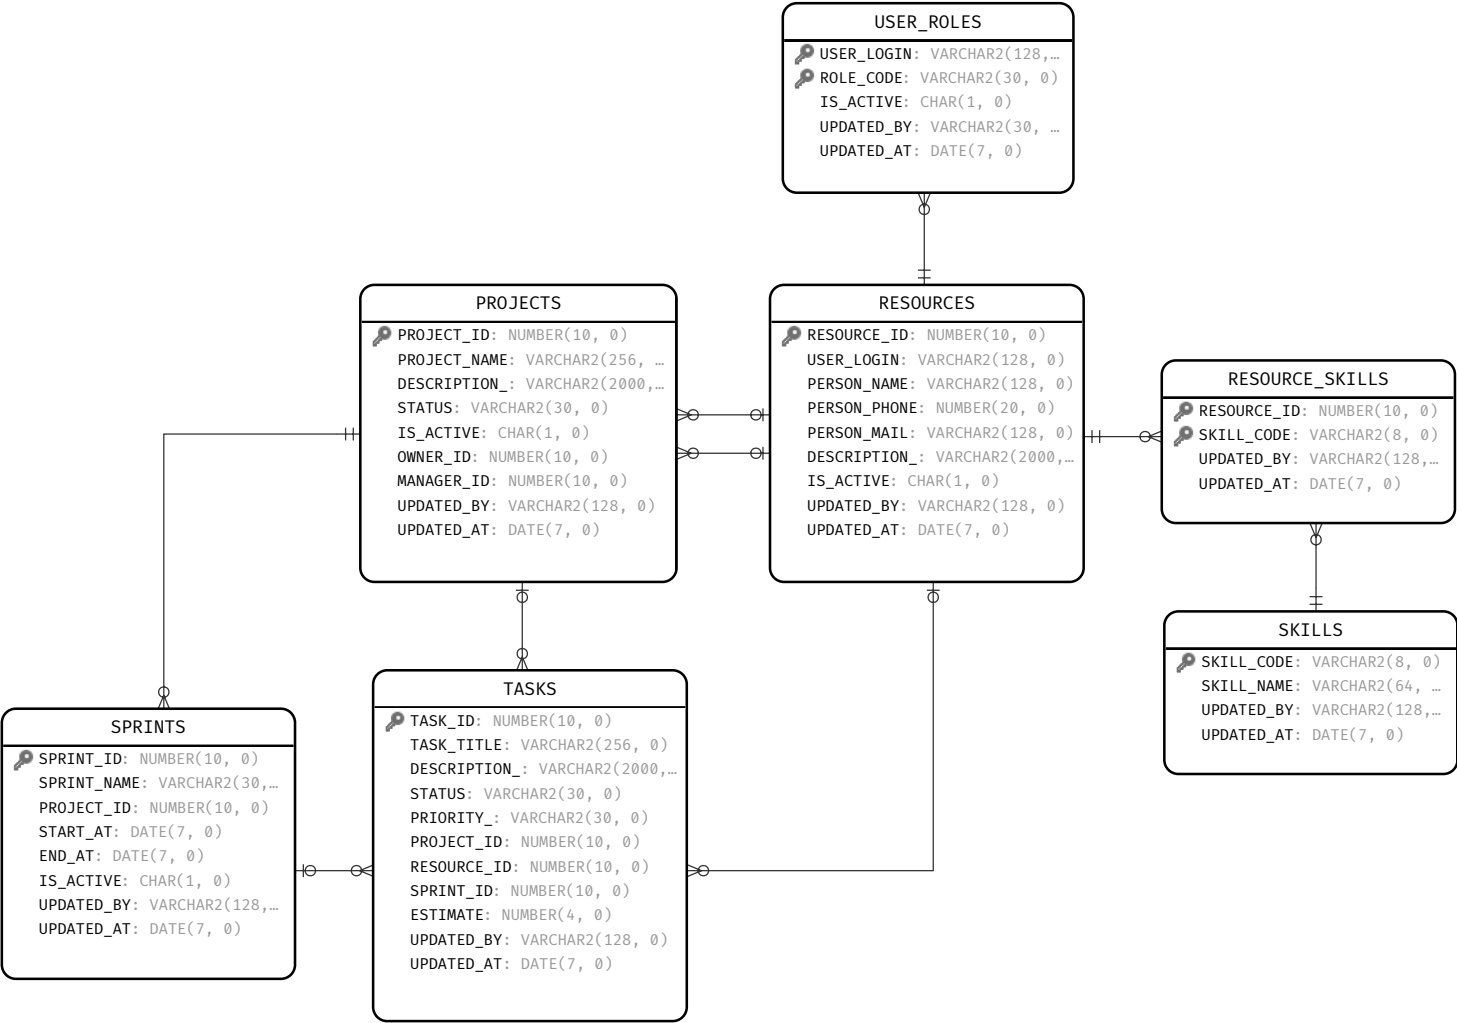 USER_ROLES
USER_LOGIN: VARCHAR2(128,…
ROLE_CODE: VARCHAR2(30, 0)
IS_ACTIVE: CHAR(1, 0)
UPDATED_BY: VARCHAR2(30, …
UPDATED_AT: DATE(7, 0)
PROJECTS
PROJECT_ID: NUMBER(10, 0)
PROJECT_NAME: VARCHAR2(256, …
DESCRIPTION_: VARCHAR2(2000,…
STATUS: VARCHAR2(30, 0)
IS_ACTIVE: CHAR(1, 0)
OWNER_ID: NUMBER(10, 0)
MANAGER_ID: NUMBER(10, 0)
UPDATED_BY: VARCHAR2(128, 0)
UPDATED_AT: DATE(7, 0)
RESOURCES
RESOURCE_ID: NUMBER(10, 0)
USER_LOGIN: VARCHAR2(128, 0)
PERSON_NAME: VARCHAR2(128, 0)
PERSON_PHONE: NUMBER(20, 0)
PERSON_MAIL: VARCHAR2(128, 0)
DESCRIPTION_: VARCHAR2(2000,…
IS_ACTIVE: CHAR(1, 0)
UPDATED_BY: VARCHAR2(128, 0)
UPDATED_AT: DATE(7, 0)
RESOURCE_SKILLS
RESOURCE_ID: NUMBER(10, 0)
SKILL_CODE: VARCHAR2(8, 0)
UPDATED_BY: VARCHAR2(128,…
UPDATED_AT: DATE(7, 0)
SKILLS
SKILL_CODE: VARCHAR2(8, 0)
SKILL_NAME: VARCHAR2(64, …
UPDATED_BY: VARCHAR2(128,…
UPDATED_AT: DATE(7, 0)
SPRINTS
SPRINT_ID: NUMBER(10, 0)
SPRINT_NAME: VARCHAR2(30,…
PROJECT_ID: NUMBER(10, 0)
START_AT: DATE(7, 0)
END_AT: DATE(7, 0)
IS_ACTIVE: CHAR(1, 0)
UPDATED_BY: VARCHAR2(128,…
UPDATED_AT: DATE(7, 0)
TASKS
TASK_ID: NUMBER(10, 0)
TASK_TITLE: VARCHAR2(256, 0)
DESCRIPTION_: VARCHAR2(2000,…
STATUS: VARCHAR2(30, 0)
PRIORITY_: VARCHAR2(30, 0)
PROJECT_ID: NUMBER(10, 0)
RESOURCE_ID: NUMBER(10, 0)
SPRINT_ID: NUMBER(10, 0)
ESTIMATE: NUMBER(4, 0)
UPDATED_BY: VARCHAR2(128, 0)
UPDATED_AT: DATE(7, 0)